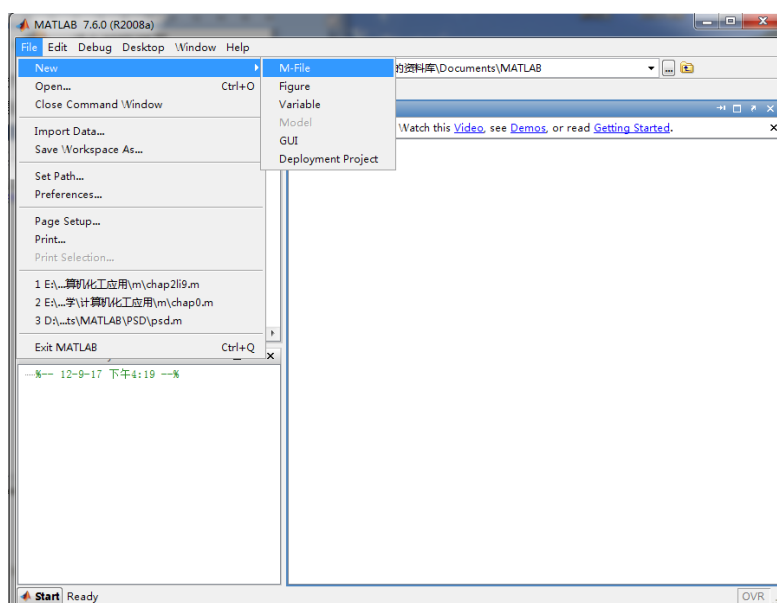 MATLAB 7.6.0 (R2008a)
File Edit Debug Desktop Window Help
New
Open... Ctrl+O
Close Command Window
Import Data...
Save Workspace As...
Set Path...
Preferences...
Page Setup...
Print...
Print Selection...
1 E:\...算机化工应用\m\chap2li9.m
2 E:\...学\计算机化工应用\m\chap0.m
3 D:\...ts\MATLAB\PSD\psd.m
Exit MATLAB Ctrl+Q
M-File
Figure
Variable
Model
GUI
Deployment Project
的资料库\Documents\MATLAB
Watch this Video, see Demos, or read Getting Started.
%-- 12-9-17 下午4:19 --%
Start Ready
OVR